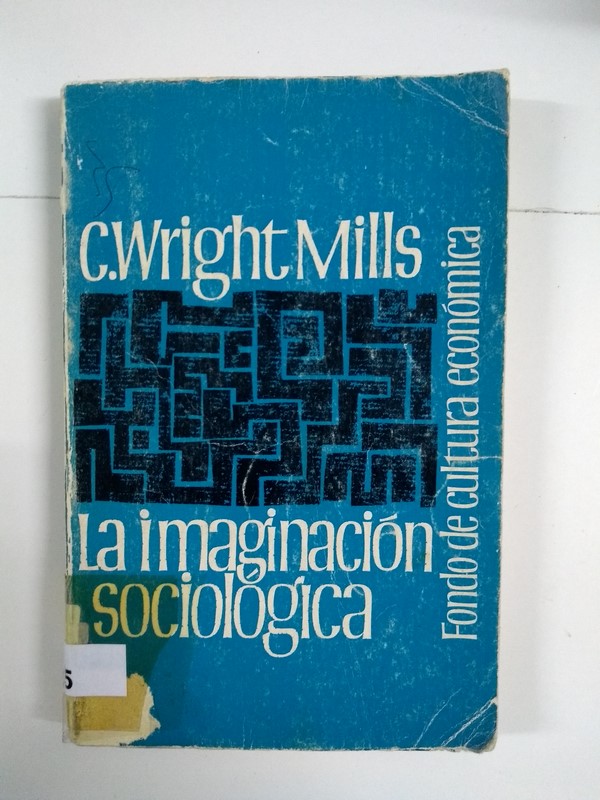 C.Wright Mills
La imaginación
sociológica
Fondo de cultura económica
5